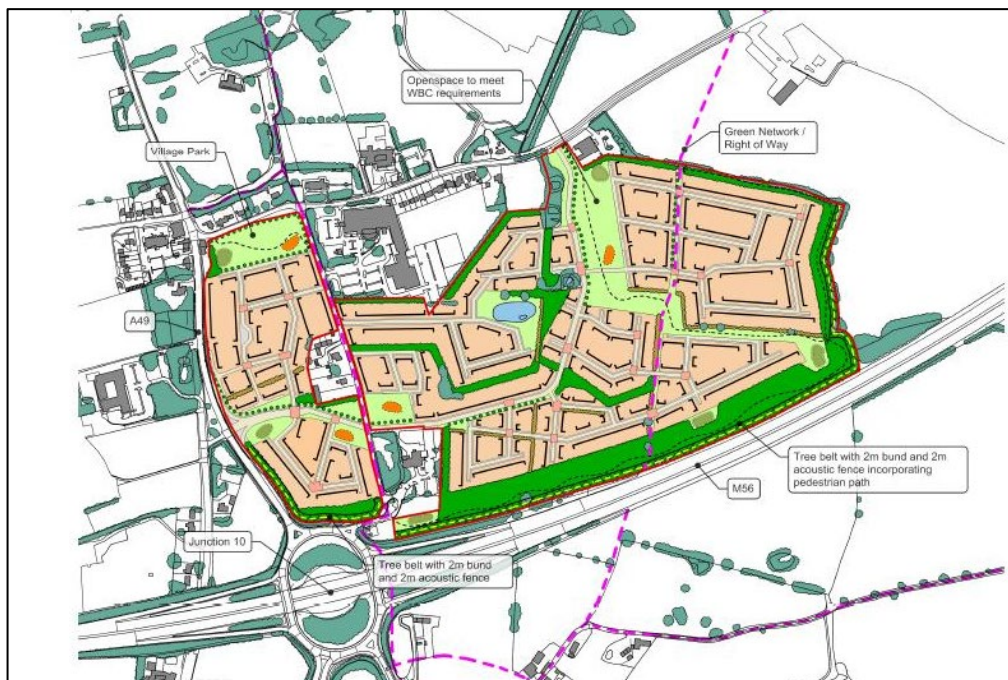 Openspace to meet
WBC requirements
Green Network /
Right of Way
Village Park
A49
Tree belt with 2m bund and 2m
acoustic fence incorporating
pedestrian path
M56
Junction 10
Tree belt with 2m bund
and 2m acoustic fence